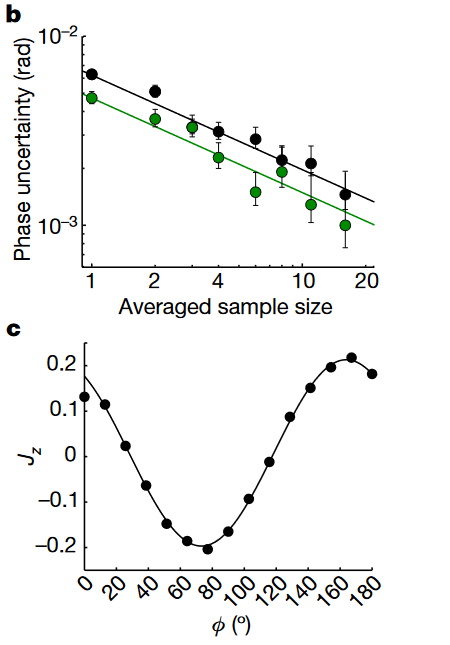 b
Phase uncertainty (rad)
10⁻²
10⁻³
1 2 4 10 20
Averaged sample size
c
J_z
0.2
0.1
0
−0.1
−0.2
0 20 40 60 80 100 120 140 160 180
ϕ (º)